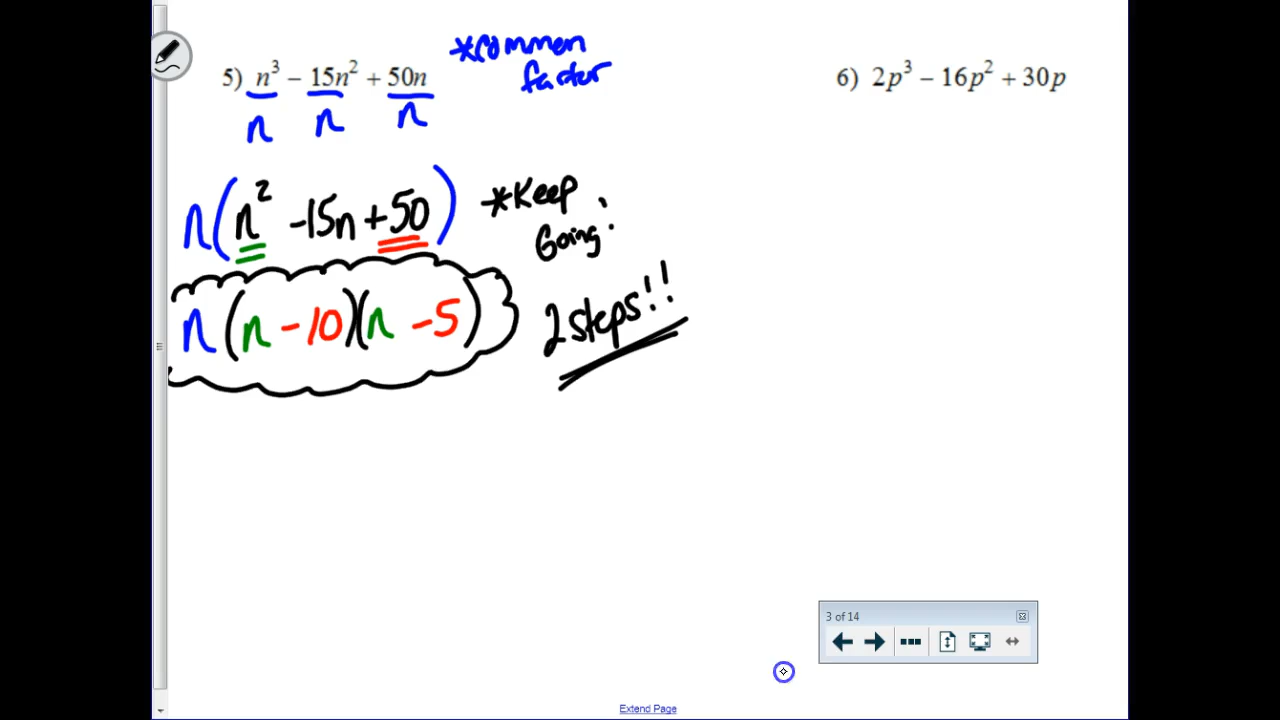 5) n³ − 15n² + 50n
n n n
*common
factor
6) 2p³ − 16p² + 30p
n(n² -15n +50)
*Keep
Going:
n(n -10)(n -5)
2 steps!!
3 of 14
Extend Page